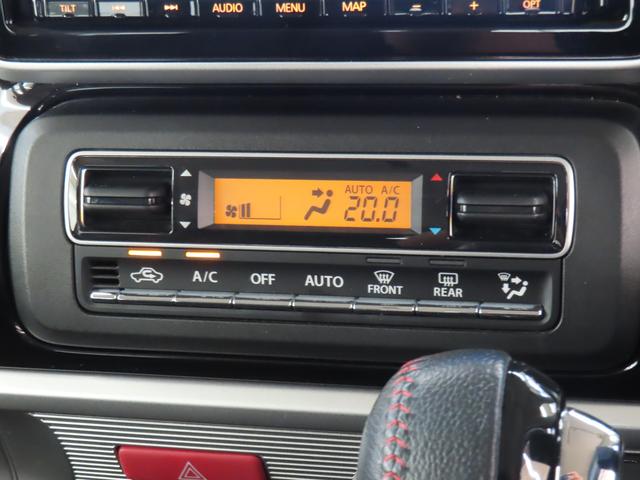 TILT AUDIO MENU MAP - + OPT
AUTO A/C
20.0
A/C OFF AUTO FRONT REAR